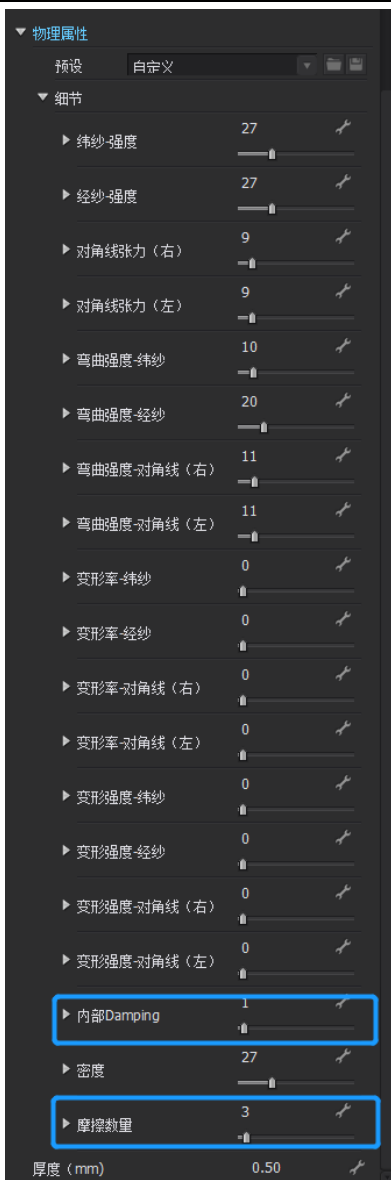 物理属性
预设 自定义
细节
纬纱-强度 27
经纱-强度 27
对角线张力（右） 9
对角线张力（左） 9
弯曲强度-纬纱 10
弯曲强度-经纱 20
弯曲强度-对角线（右） 11
弯曲强度-对角线（左） 11
变形率-纬纱 0
变形率-经纱 0
变形率-对角线（右） 0
变形率-对角线（左） 0
变形强度-纬纱 0
变形强度-经纱 0
变形强度-对角线（右） 0
变形强度-对角线（左） 0
内部Damping 1
密度 27
摩擦数量 3
厚度（mm） 0.50